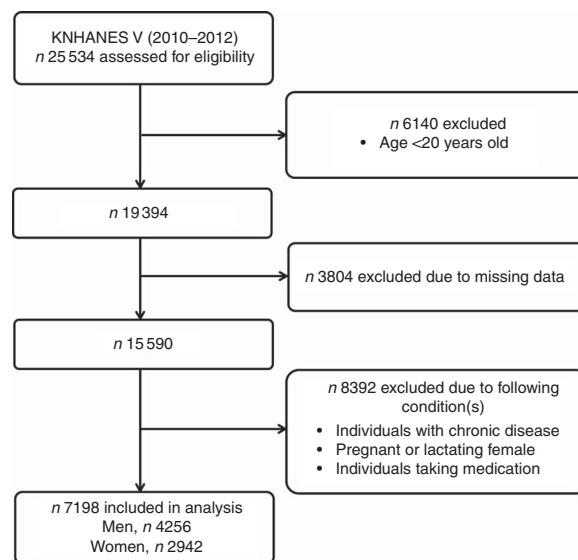 KNHANES V (2010–2012)
n 25 534 assessed for eligibility
n 6140 excluded
• Age <20 years old
n 19 394
n 3804 excluded due to missing data
n 15 590
n 8392 excluded due to following
condition(s)
• Individuals with chronic disease
• Pregnant or lactating female
• Individuals taking medication
n 7198 included in analysis
Men, n 4256
Women, n 2942